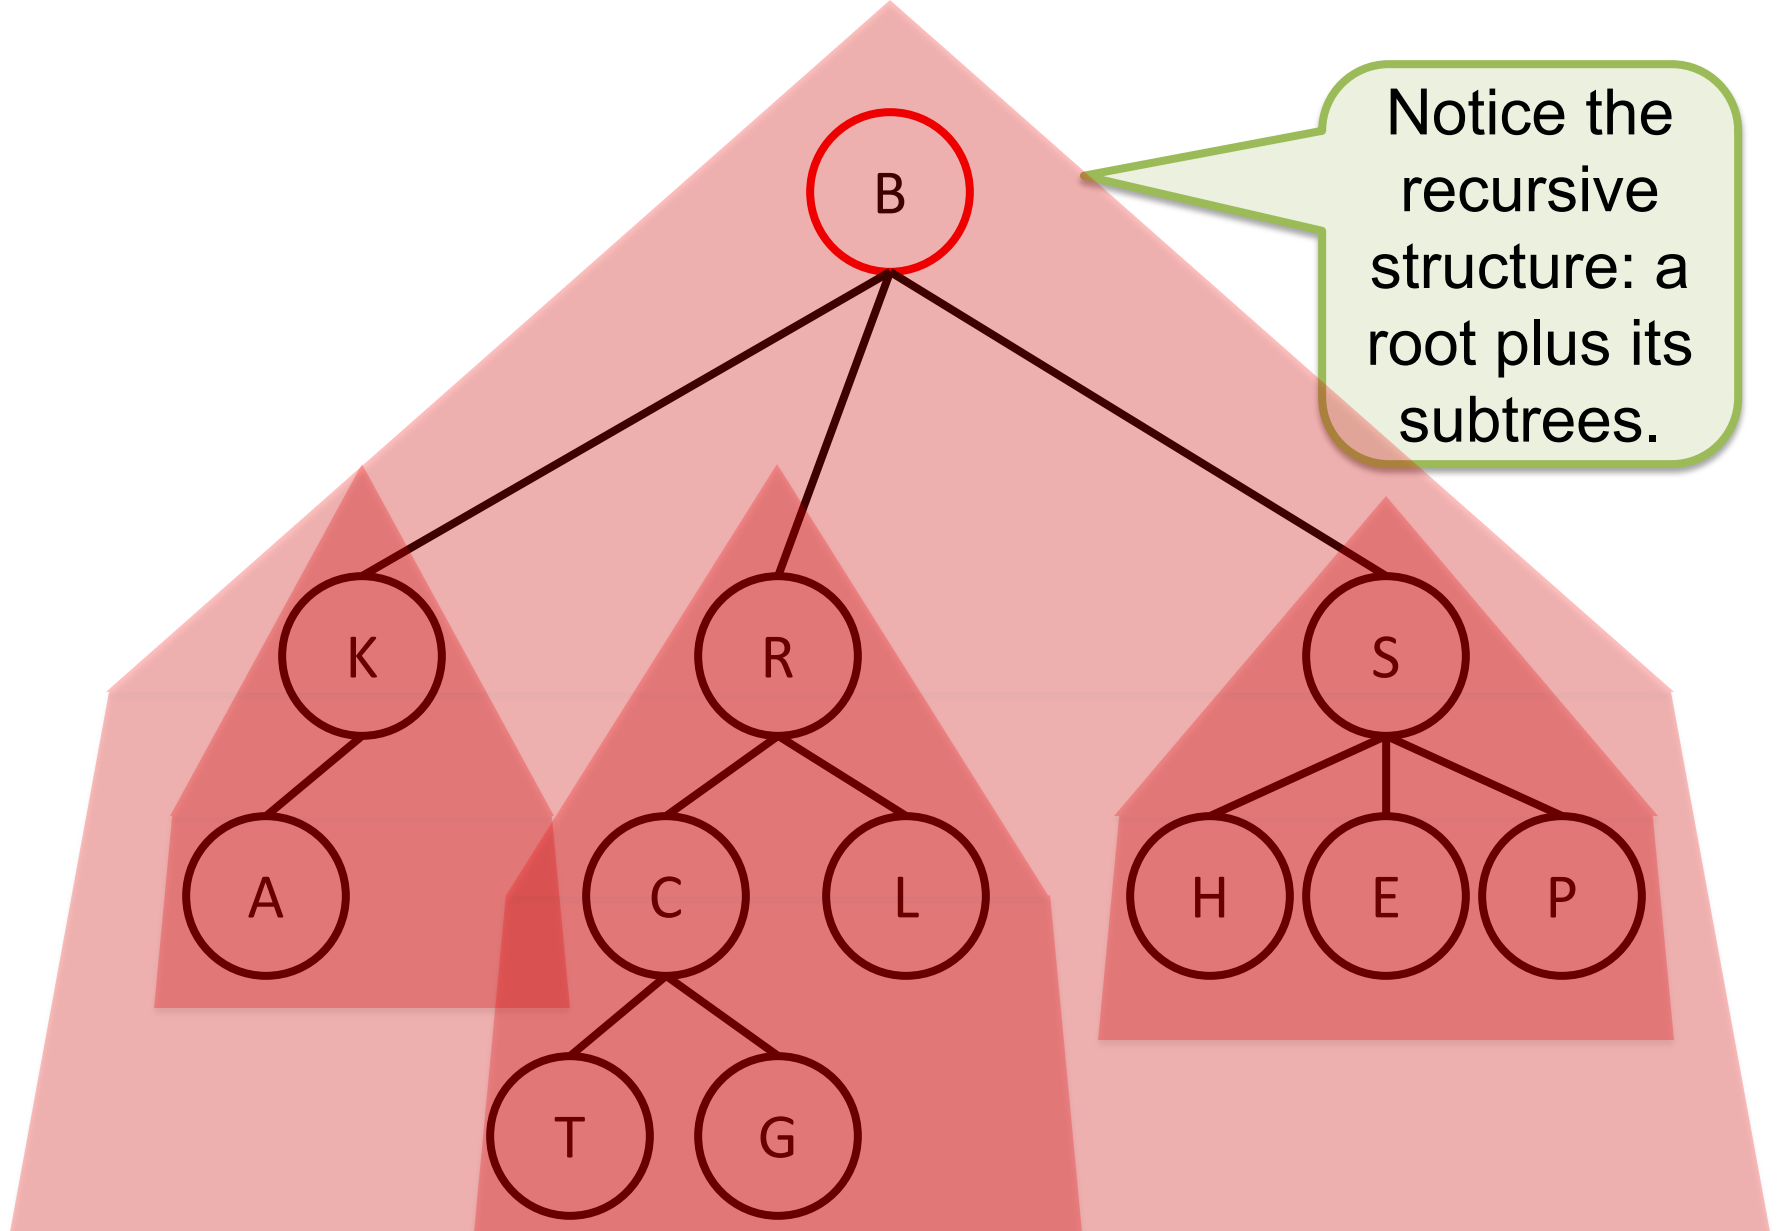 Notice the
recursive
structure: a
root plus its
subtrees.
B
K
R
S
A
C
L
H
E
P
T
G